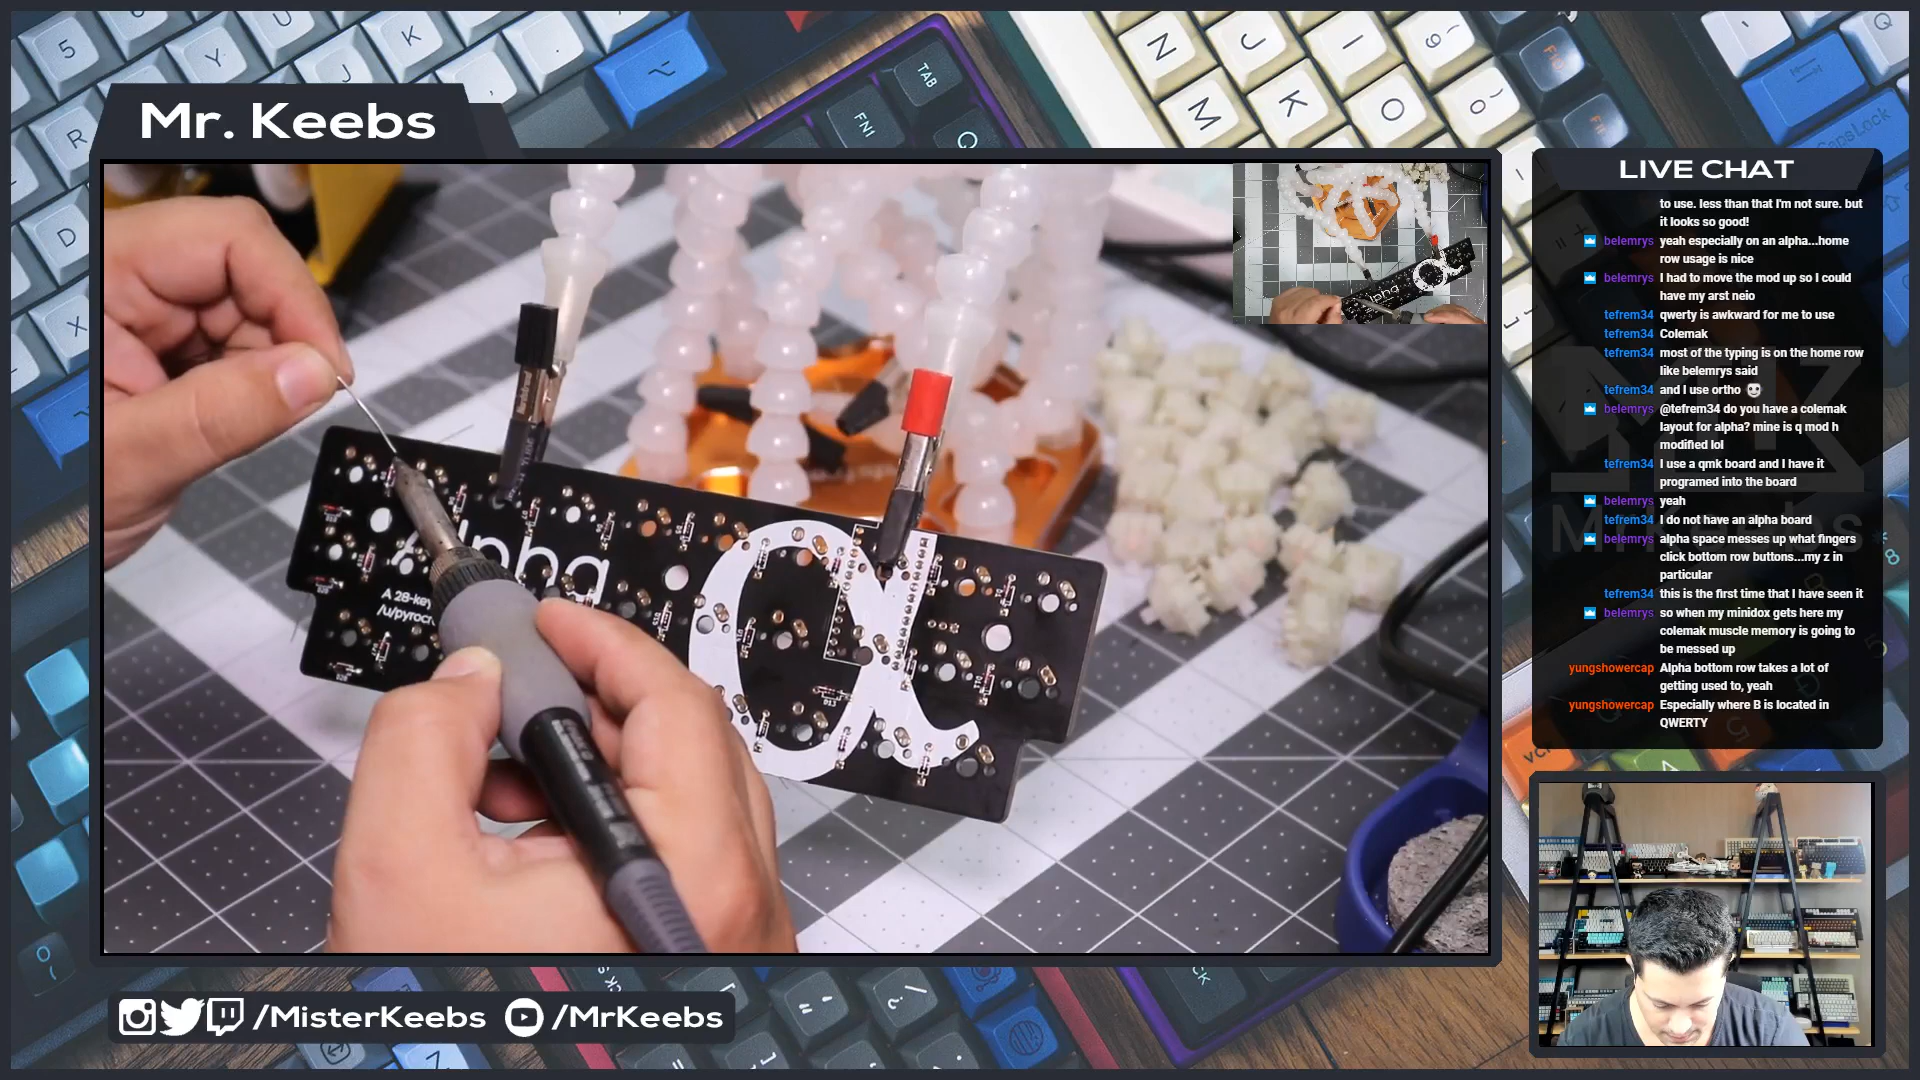 Mr. Keebs
LIVE CHAT
to use. less than that I'm not sure. but
it looks so good!
belemrys yeah especially on an alpha...home
row usage is nice
belemrys I had to move the mod up so I could
have my arst neio
tefrem34 qwerty is awkward for me to use
tefrem34 Colemak
tefrem34 most of the typing is on the home row
like belemrys said
tefrem34 and I use ortho
belemrys @tefrem34 do you have a colemak
layout for alpha? mine is q mod h
modified lol
tefrem34 I use a qmk board and I have it
programed into the board
belemrys yeah
tefrem34 I do not have an alpha board
belemrys alpha space messes up what fingers
click bottom row buttons...my z in
particular
tefrem34 this is the first time that I have seen it
belemrys so when my minidox gets here my
colemak muscle memory is going to
be messed up
yungshowercap Alpha bottom row takes a lot of
getting used to, yeah
yungshowercap Especially where B is located in
QWERTY
Alpha
A 28-key
α
/MisterKeebs
/MrKeebs
TAB
FN1
CapsLock
5
Y
U
K
J
R
D
X
N
M
J
K
I
O
9
Q
Z